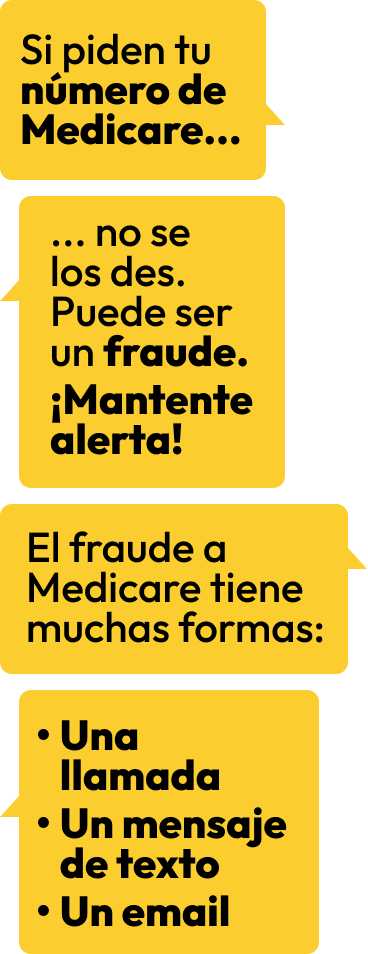 Si piden tu
número de
Medicare...
... no se
los des.
Puede ser
un fraude.
¡Mantente
alerta!
El fraude a
Medicare tiene
muchas formas:
• Una
llamada
• Un mensaje
de texto
• Un email